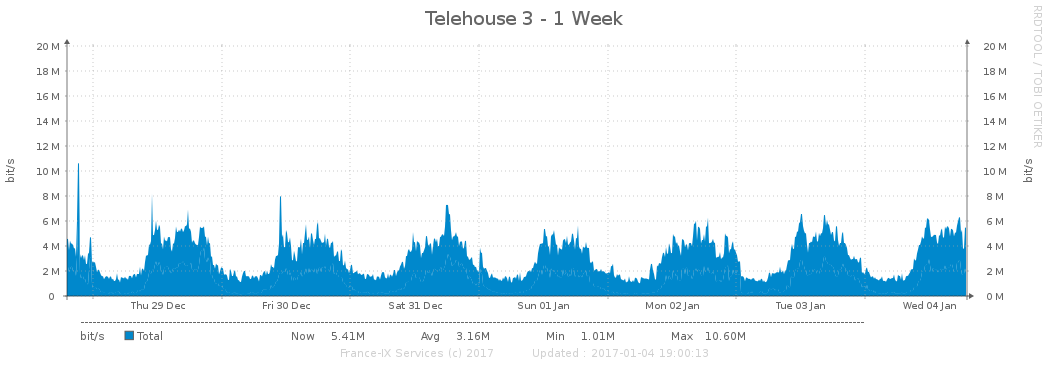 Telehouse 3 - 1 Week
RRDTOOL / TOBI OETIKER
bit/s
20 M 20 M
18 M 18 M
16 M 16 M
14 M 14 M
12 M 12 M
10 M 10 M
8 M 8 M
6 M 6 M
4 M 4 M
2 M 2 M
0 0 M
bit/s
Thu 29 Dec Fri 30 Dec Sat 31 Dec Sun 01 Jan Mon 02 Jan Tue 03 Jan Wed 04 Jan
bit/s Total Now 5.41M Avg 3.16M Min 1.01M Max 10.60M
France-IX Services (c) 2017 Updated : 2017-01-04 19:00:13